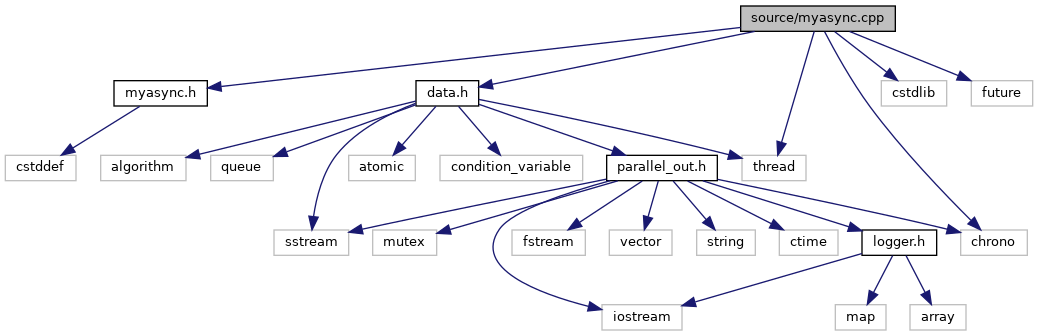 source/myasync.cpp
myasync.h
data.h
cstdlib
future
cstddef
algorithm
queue
atomic
condition_variable
parallel_out.h
thread
sstream
mutex
fstream
vector
string
ctime
logger.h
chrono
iostream
map
array